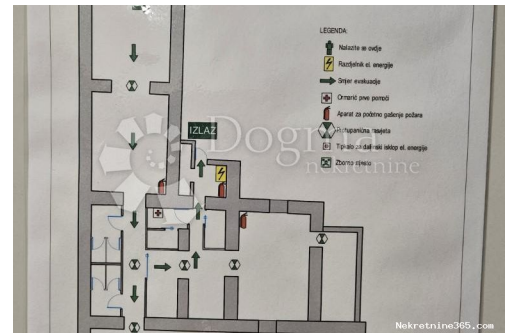 LEGENDA:
Nalazite se ovdje
Razdjelnik el. energije
Smjer evakuacije
Ormarić prve pomoći
Aparat za početno gašenje požara
Protupanična rasvjeta
Tipkalo za daljinski isklop el. energije
Zborno mjesto
IZLAZ
Dogma
nekretnine
Nekretnine365.com